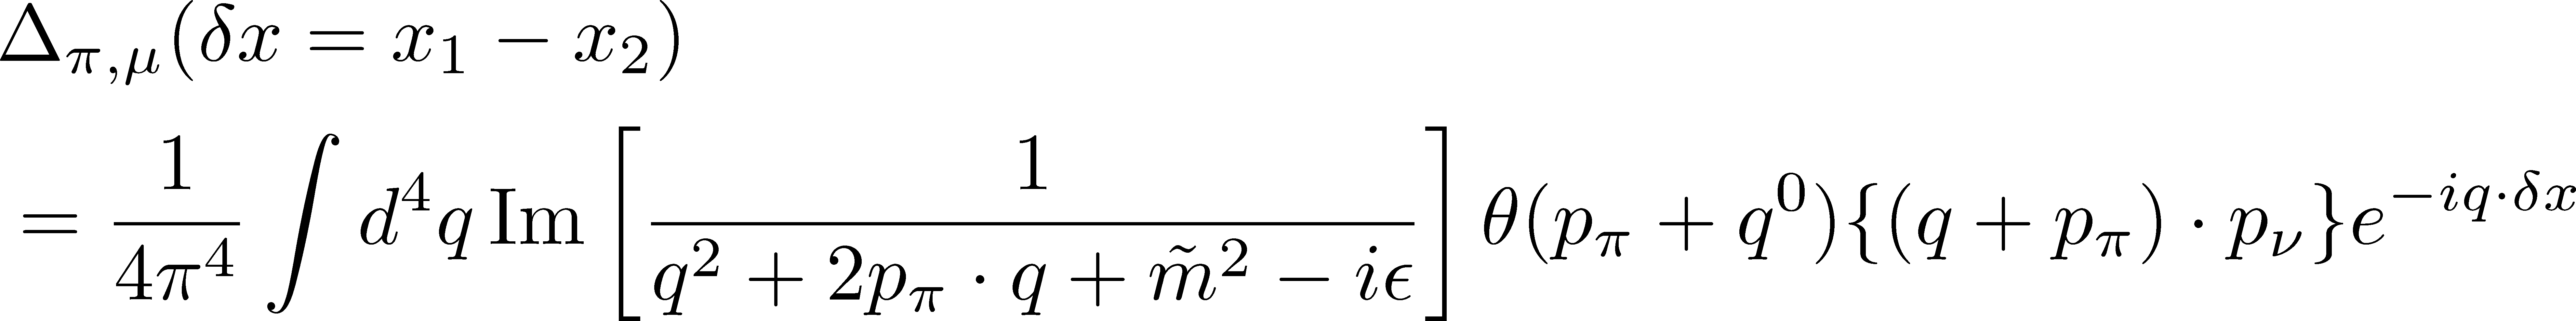 Δ_{π,μ}(δx = x_1 − x_2)
= \frac{1}{4π^4} ∫ d^4q Im [ \frac{1}{q^2 + 2p_π · q + \tilde{m}^2 − iϵ} ] θ(p_π + q^0){(q + p_π) · p_ν}e^{−iq·δx}